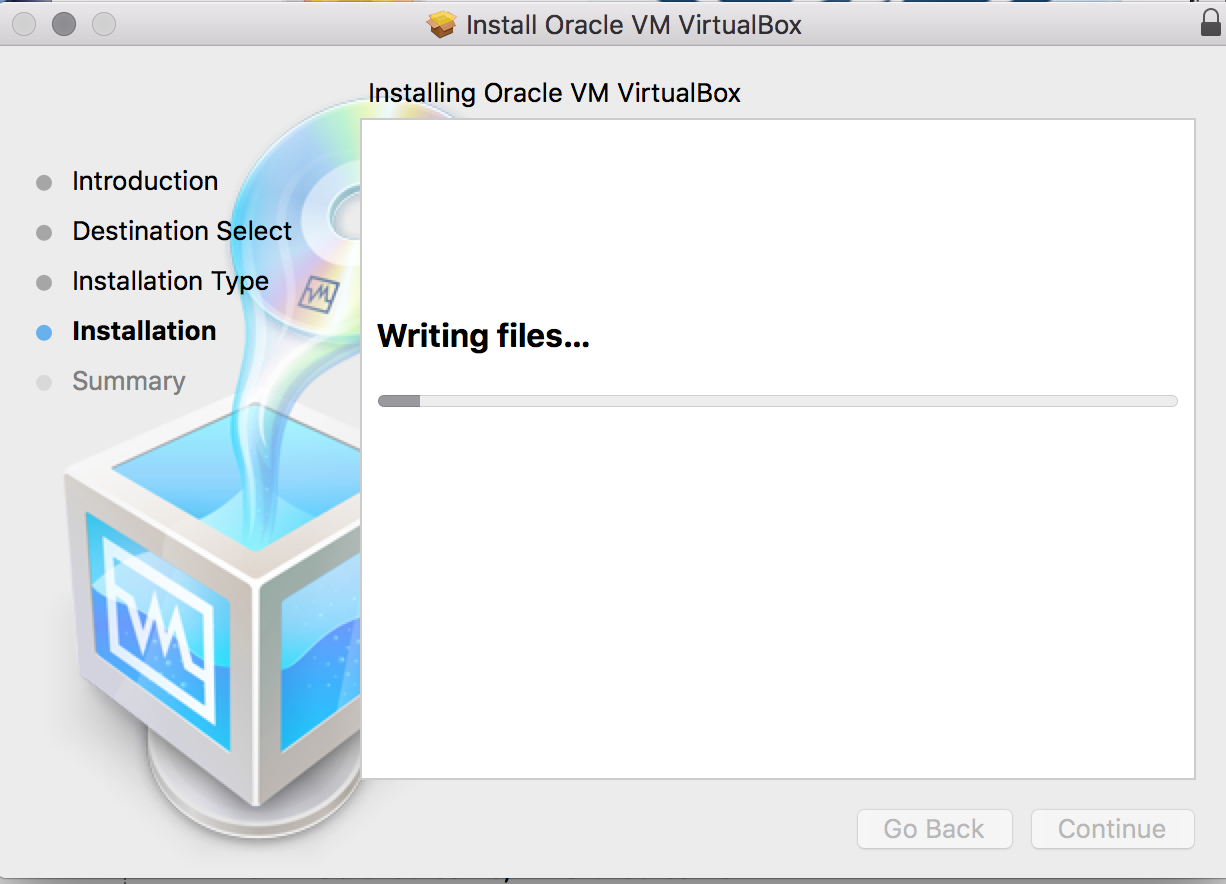 Install Oracle VM VirtualBox
Installing Oracle VM VirtualBox
Introduction
Destination Select
Installation Type
Installation
Summary
Writing files...
Go Back
Continue